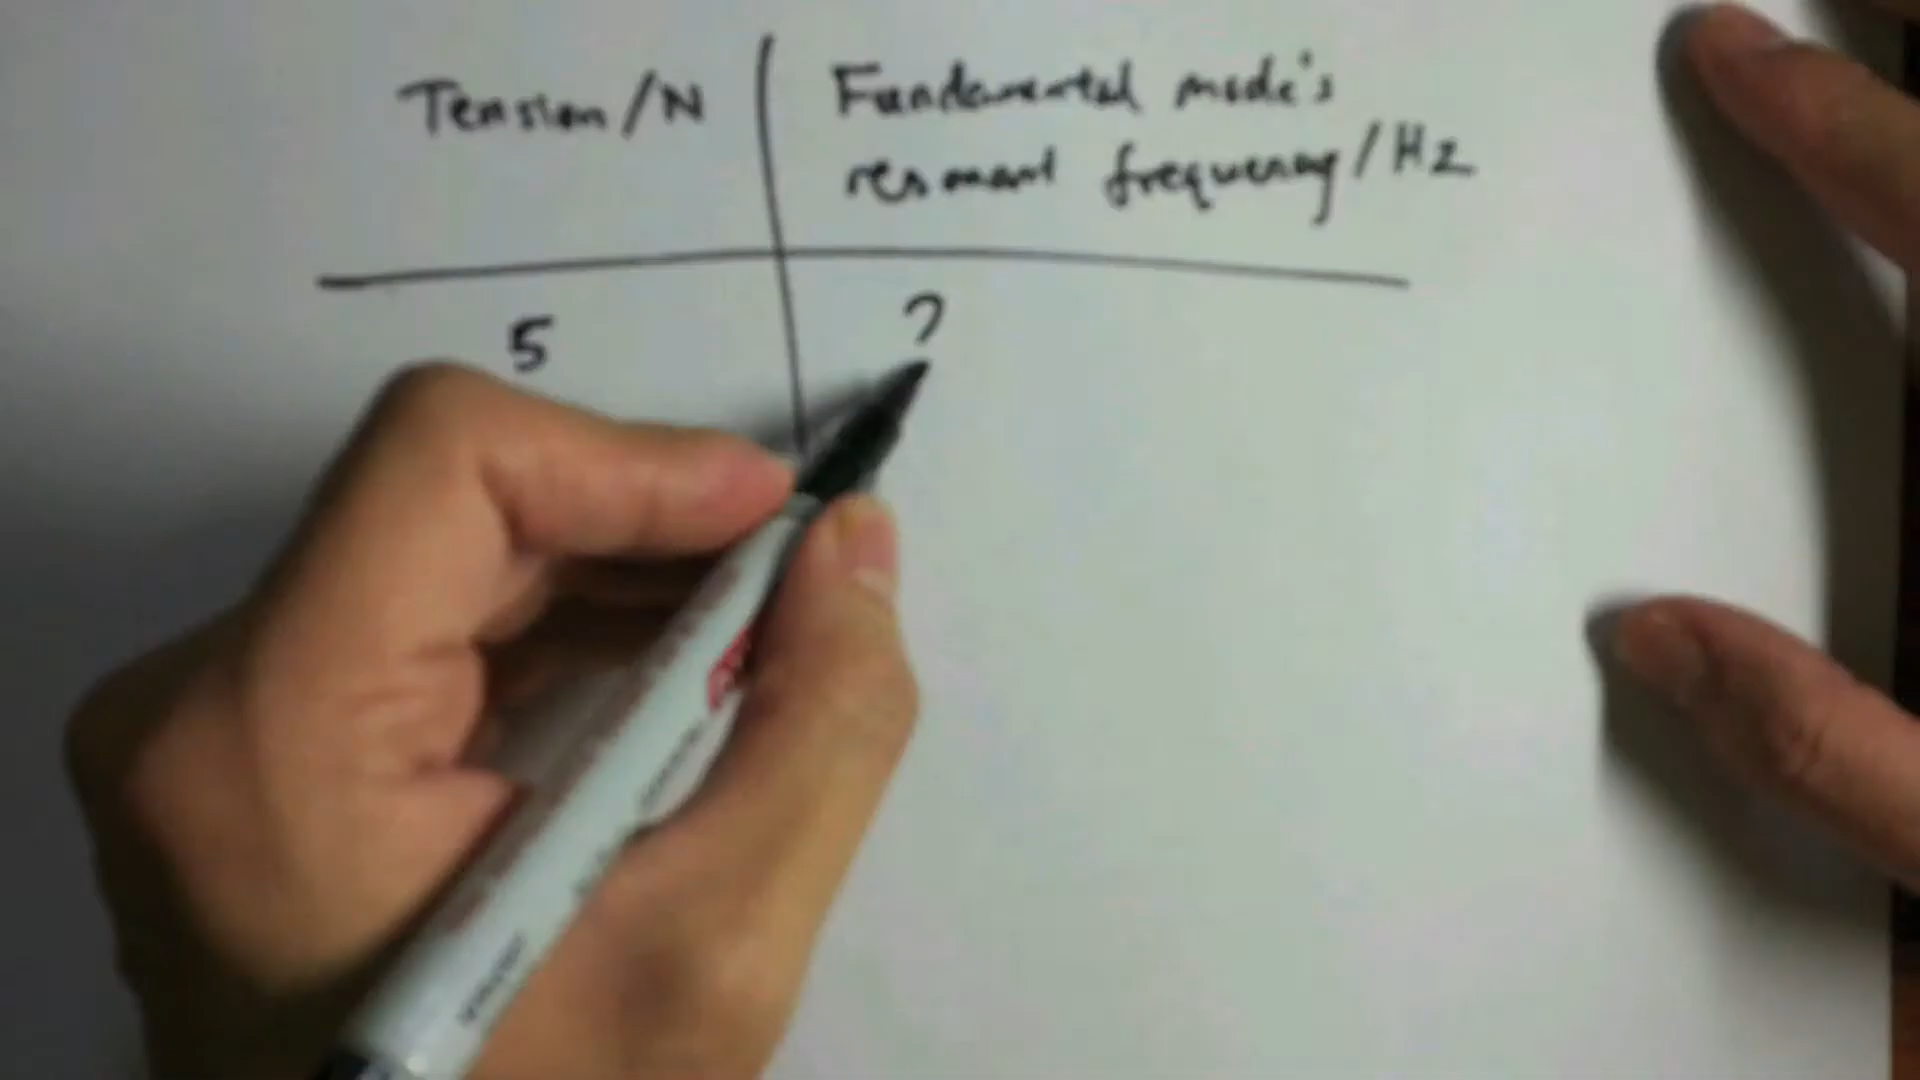 Tension/N
Fundamental mode's
resonant frequency/Hz
5
?